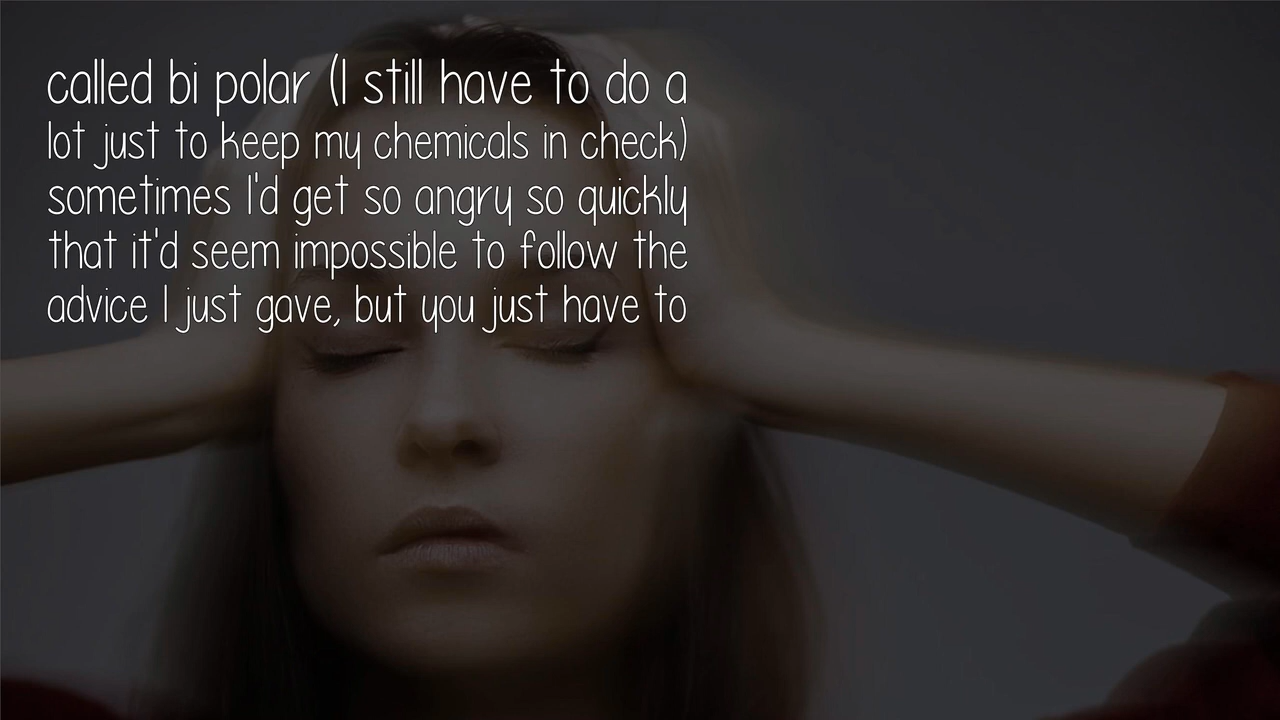 called bi polar (I still have to do a
lot just to keep my chemicals in check)
sometimes I'd get so angry so quickly
that it'd seem impossible to follow the
advice I just gave, but you just have to